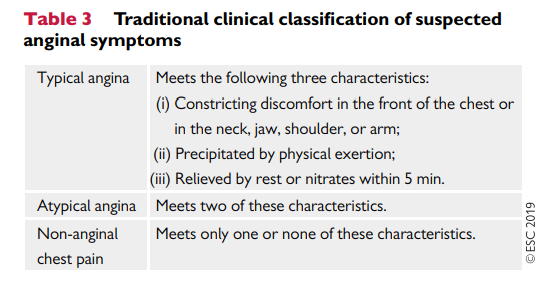 Table 3 Traditional clinical classification of suspected
anginal symptoms
Typical angina Meets the following three characteristics:
(i) Constricting discomfort in the front of the chest or
in the neck, jaw, shoulder, or arm;
(ii) Precipitated by physical exertion;
(iii) Relieved by rest or nitrates within 5 min.
Atypical angina Meets two of these characteristics.
Non-anginal Meets only one or none of these characteristics.
chest pain
©ESC 2019